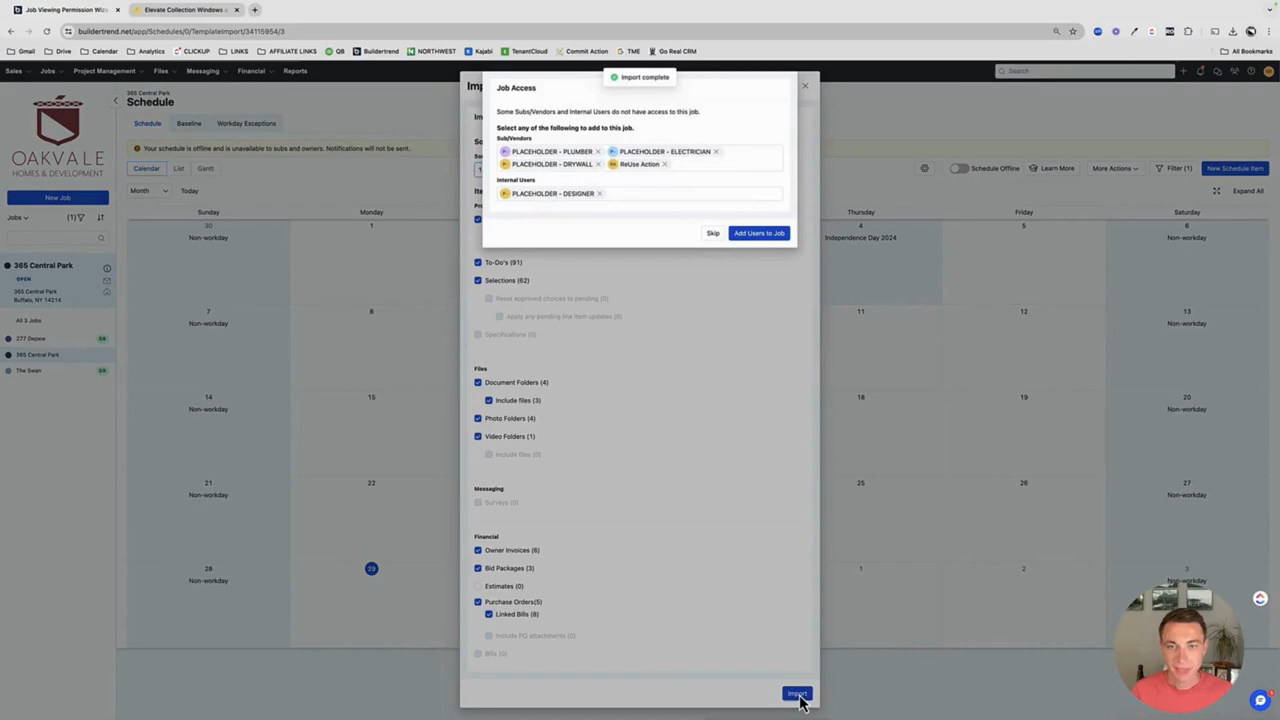 Job Viewing Permission Wiza
Elevate Collection Windows
buildertrend.net/app/Schedules/0/TemplateImport/34115954/3
Gmail
Drive
Calendar
Analytics
CLICKUP
LINKS
AFFILIATE LINKS
QB
Buildertrend
NORTHWEST
Kajabi
TenantCloud
Commit Action
TME
Go Real CRM
All Bookmarks
Sales
Jobs
Project Management
Files
Messaging
Financial
Reports
Search
365 Central Park
Schedule
Schedule
Baseline
Workday Exceptions
Your schedule is offline and is unavailable to subs and owners. Notifications will not be sent.
Calendar
List
Gantt
Schedule Offline
Learn More
More Actions
Filter (1)
New Schedule Item
Month
Today
Expand All
OAKVALE
HOMES & DEVELOPMENT
New Job
Jobs
(1)
365 Central Park
OPEN
365 Central Park
Buffalo, NY 14214
All 3 Jobs
277 Depew
365 Central Park
The Swan
Sunday
Monday
Thursday
Friday
Saturday
30
Non-workday
1
4
Independence Day 2024
5
6
Non-workday
7
Non-workday
8
11
12
13
Non-workday
14
Non-workday
15
18
19
20
Non-workday
21
Non-workday
22
25
26
27
Non-workday
28
Non-workday
29
1
2
3
Non-workday
Import complete
Job Access
Some Subs/Vendors and Internal Users do not have access to this job.
Select any of the following to add to this job.
Sub/Vendors
PLACEHOLDER - PLUMBER
PLACEHOLDER - ELECTRICIAN
PLACEHOLDER - DRYWALL
ReUse Action
Internal Users
PLACEHOLDER - DESIGNER
Skip
Add Users to Job
To-Do's (91)
Selections (62)
Reset approved choices to pending (0)
Apply any pending line item updates (0)
Specifications (0)
Files
Document Folders (4)
Include files (3)
Photo Folders (4)
Video Folders (1)
Include files (0)
Messaging
Surveys (0)
Financial
Owner Invoices (6)
Bid Packages (3)
Estimates (0)
Purchase Orders(5)
Linked Bills (8)
Include PO attachments (0)
Bills (0)
Import